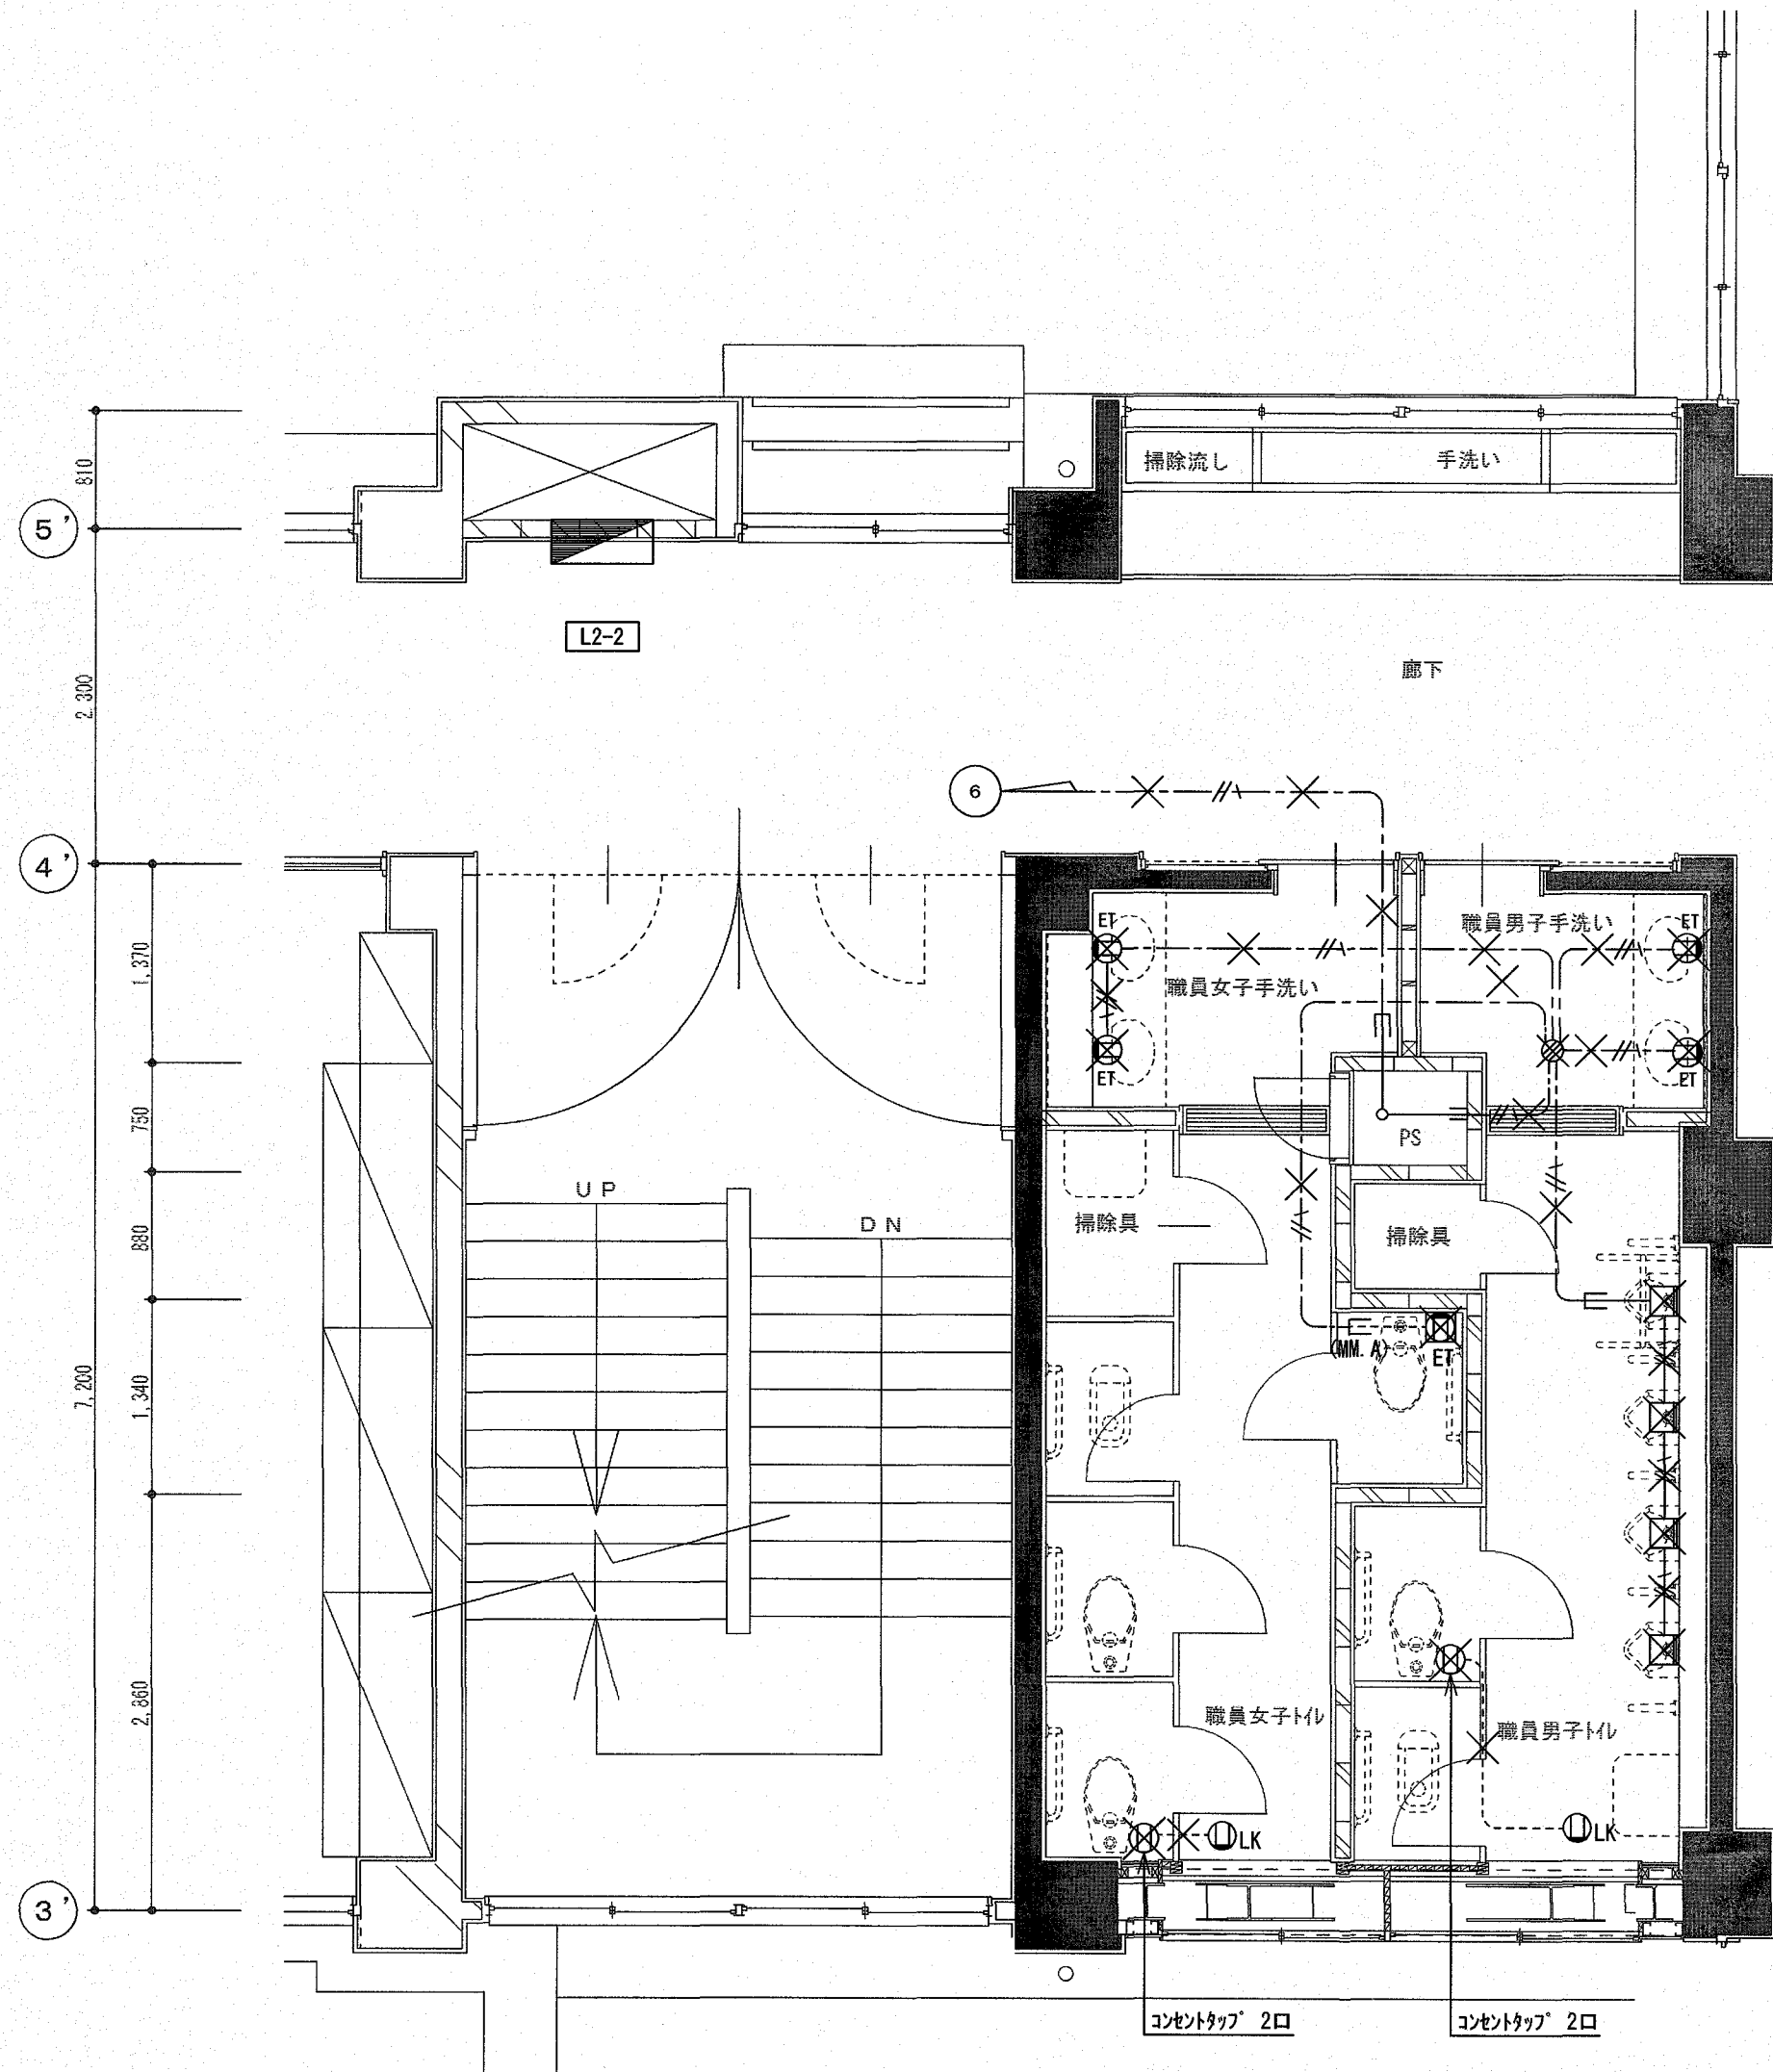 掃除流し
手洗い
810
5'
L2-2
廊下
2,300
6
4'
ET
職員男子手洗い
ET
1,370
職員女子手洗い
ET
ET
750
PS
UP
DN
掃除具
掃除具
880
(MM. A)
ET
7,200
1,340
2,860
職員女子トイレ
職員男子トイレ
LK
LK
3'
コンセントタップ 2口
コンセントタップ 2口